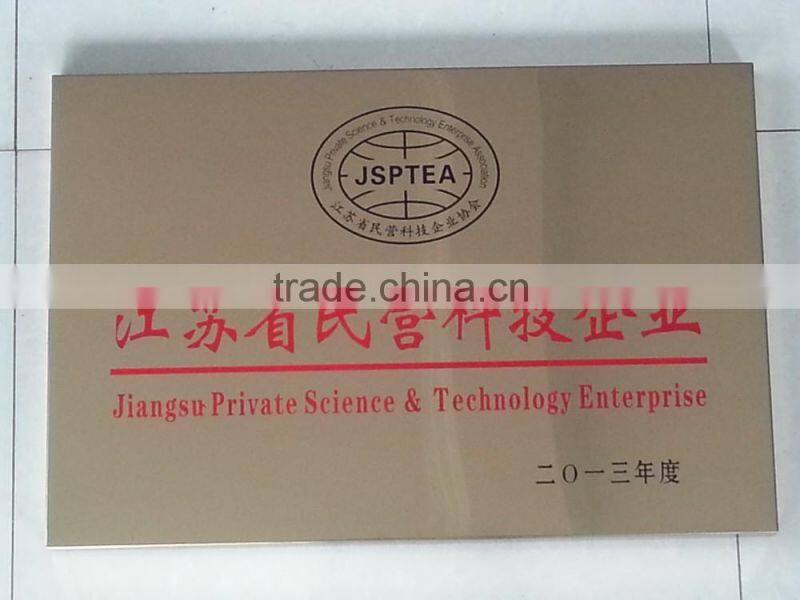 Jiangsu Private Science & Technology Enterprise Association
JSPTEA
江苏省民营科技企业协会
trade.china.cn
江苏省民营科技企业
Jiangsu Private Science & Technology Enterprise
二〇一三年度